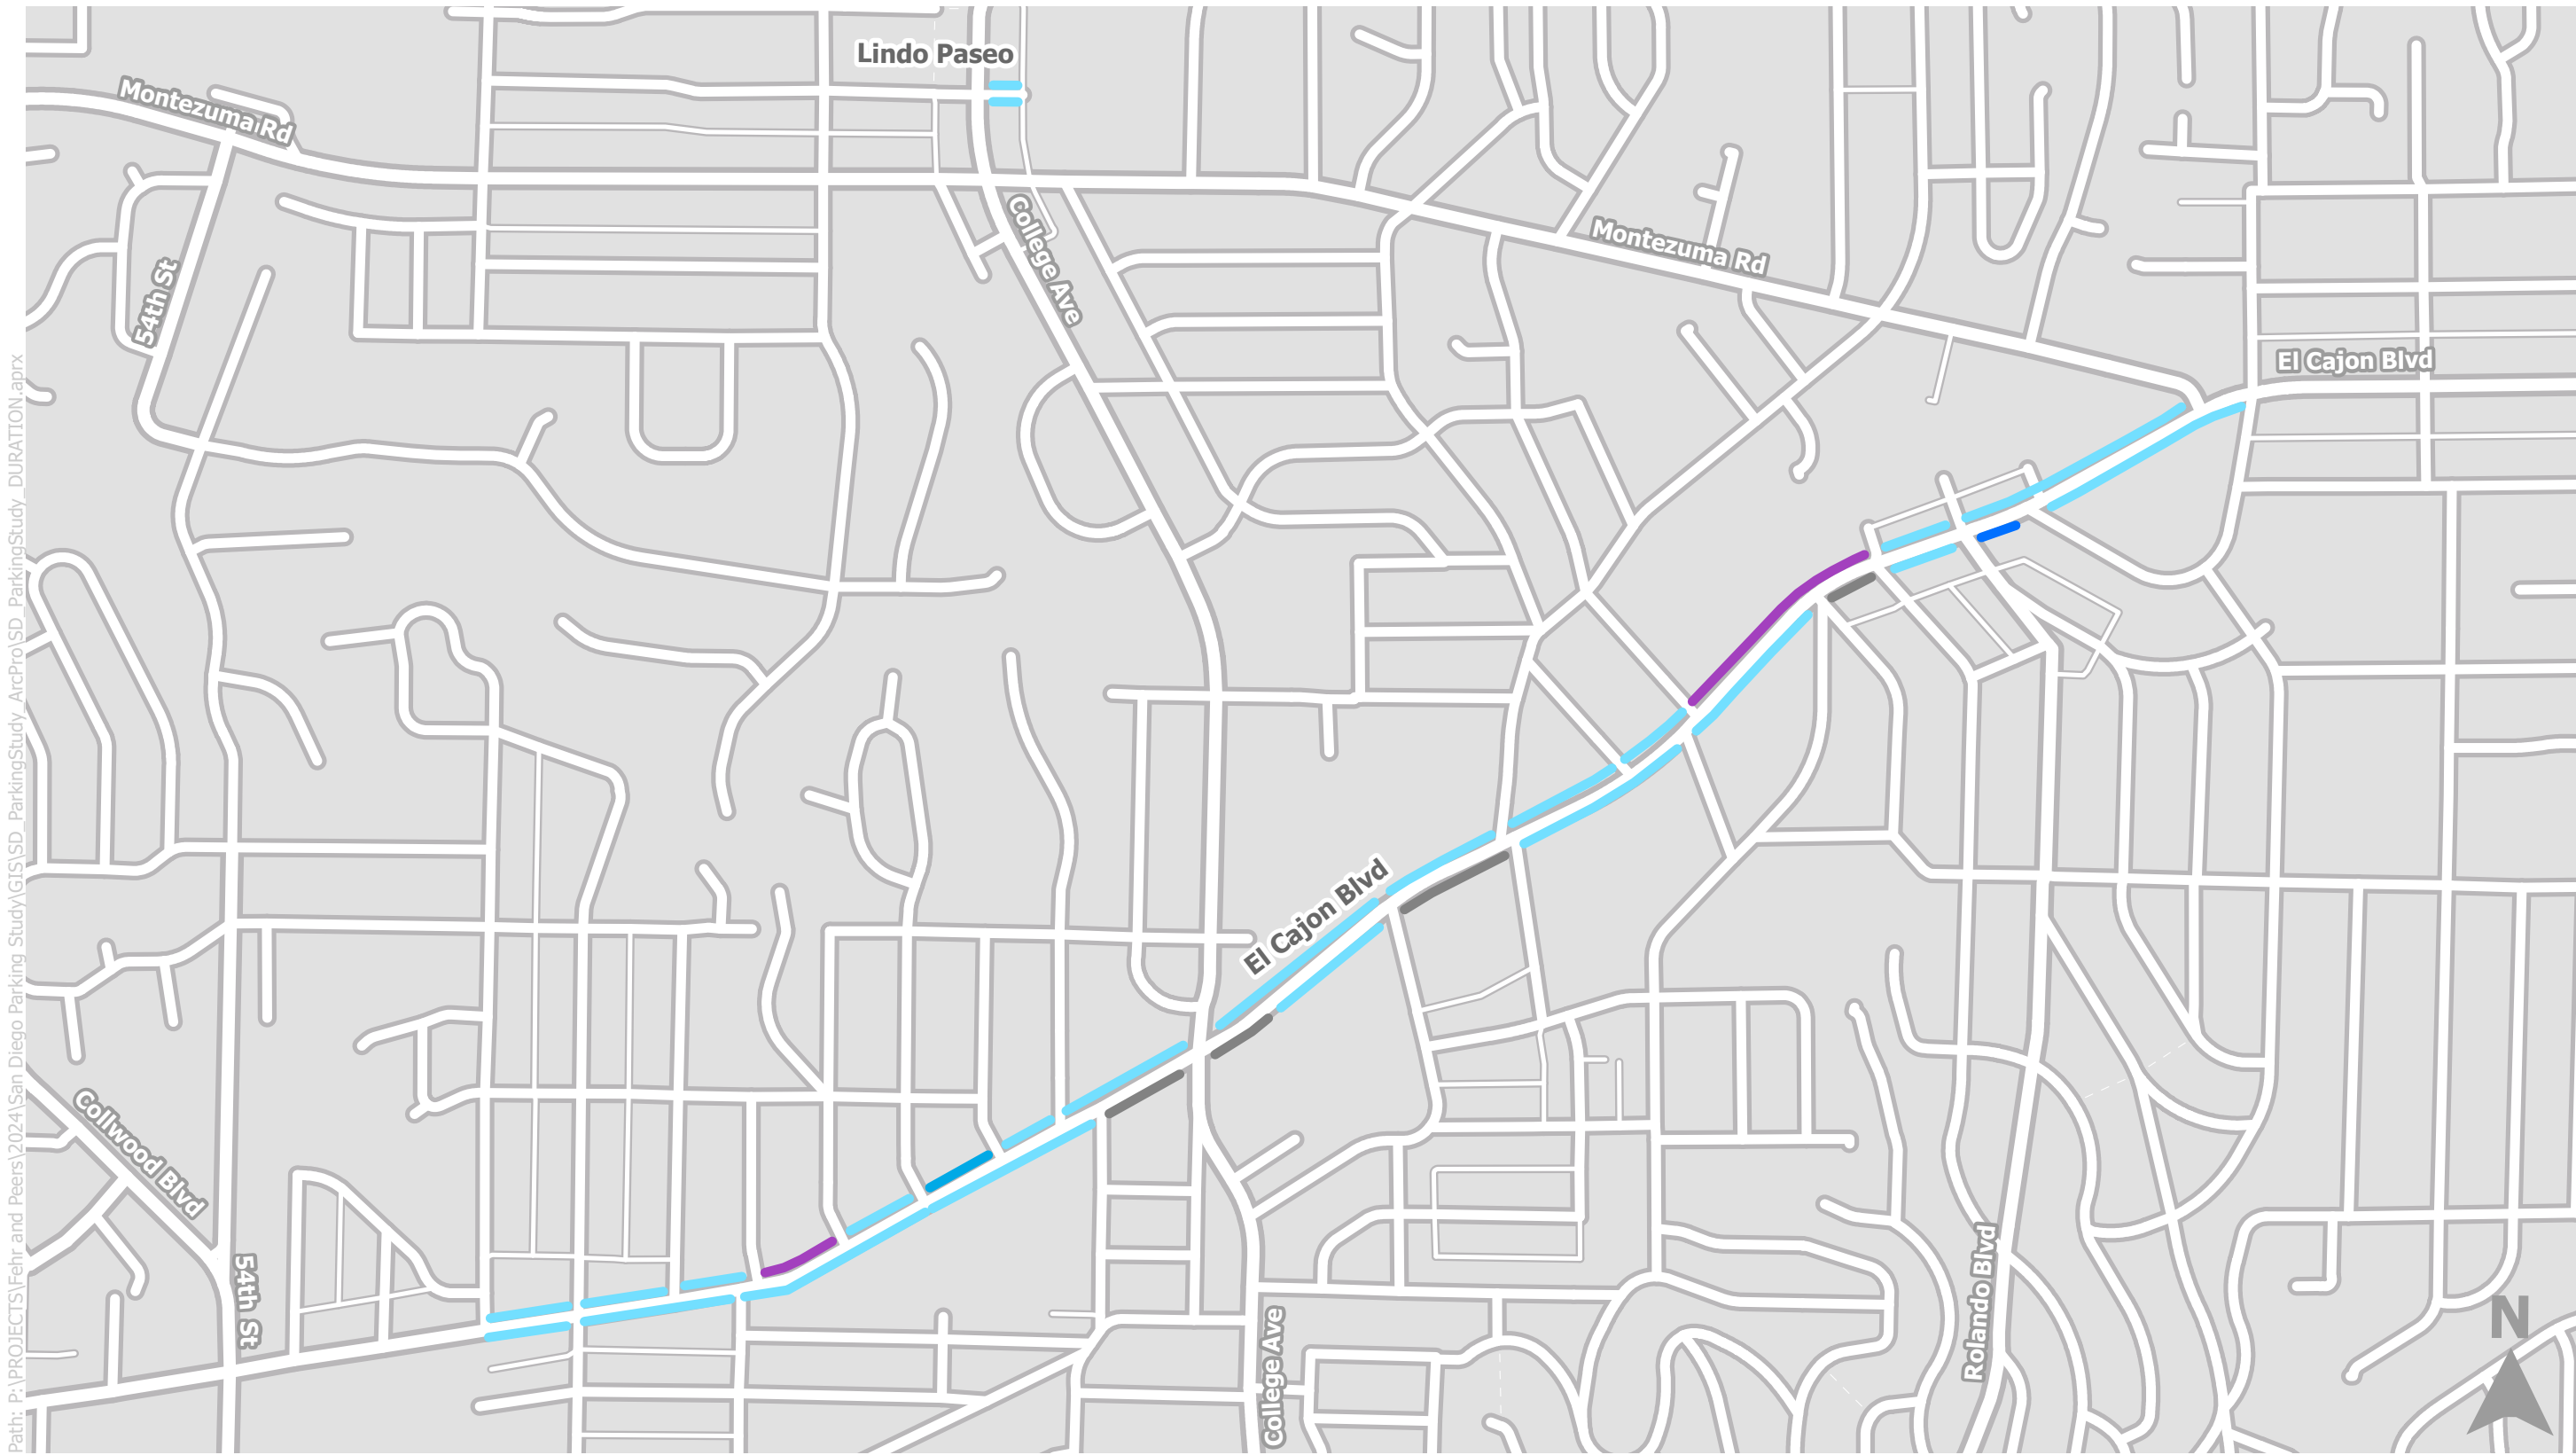 Lindo Paseo
Montezuma Rd
College Ave
Montezuma Rd
54th St
El Cajon Blvd
El Cajon Blvd
Collwood Blvd
54th St
College Ave
Rolando Blvd
N
Path: P:\PROJECTS\Fehr and Peers\2024\San Diego Parking Study\GIS\SD_ParkingStudy_ArcPro\SD_ParkingStudy_DURATION.aprx